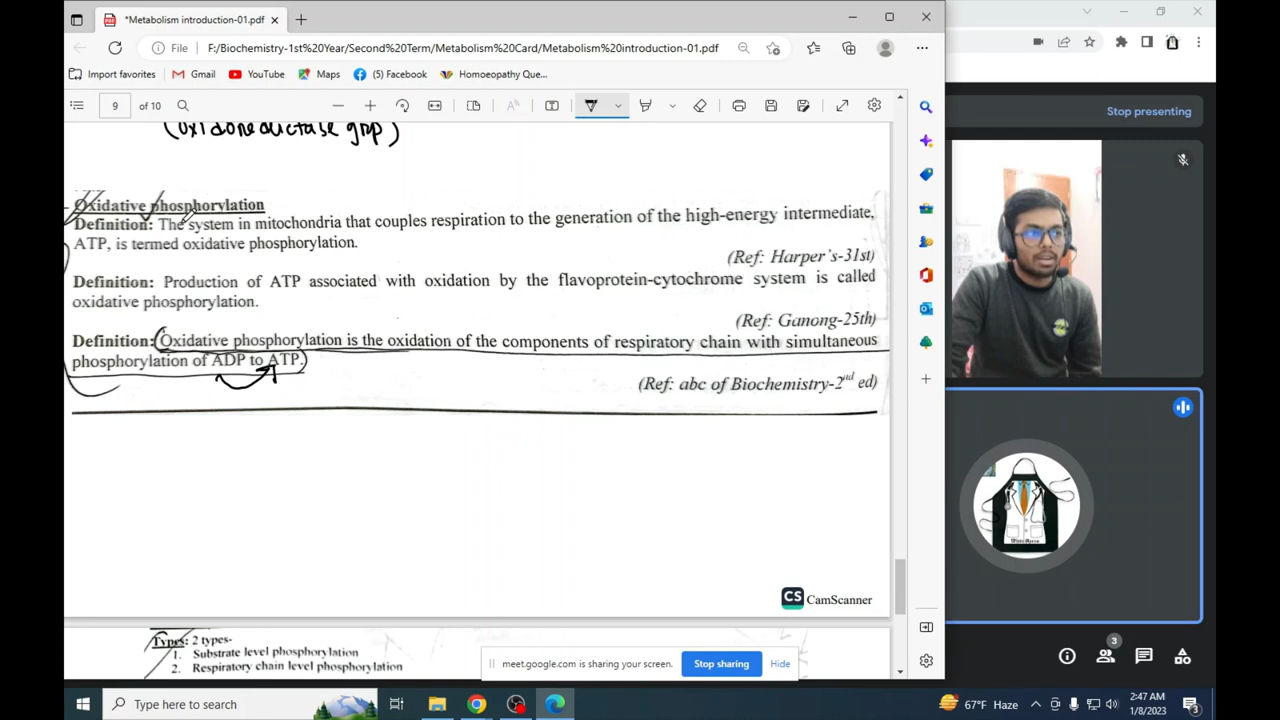 *Metabolism introduction-01.pdf
File
F:/Biochemistry-1st%20Year/Second%20Term/Metabolism%20Card/Metabolism%20introduction-01.pdf
Import favorites
Gmail
YouTube
Maps
(5) Facebook
Homoeopathy Que...
9
of 10
Stop presenting
(oxidoreductase grp)
Oxidative phosphorylation
Definition: The system in mitochondria that couples respiration to the generation of the high-energy intermediate,
ATP, is termed oxidative phosphorylation.
(Ref: Harper's-31st)
Definition: Production of ATP associated with oxidation by the flavoprotein-cytochrome system is called
oxidative phosphorylation.
(Ref: Ganong-25th)
Definition: Oxidative phosphorylation is the oxidation of the components of respiratory chain with simultaneous
phosphorylation of ADP to ATP.
(Ref: abc of Biochemistry-2nd ed)
CS CamScanner
Types: 2 types-
1. Substrate level phosphorylation
2. Respiratory chain level phosphorylation
meet.google.com is sharing your screen.
Stop sharing
Hide
3
Type here to search
67°F Haze
2:47 AM
1/8/2023
3